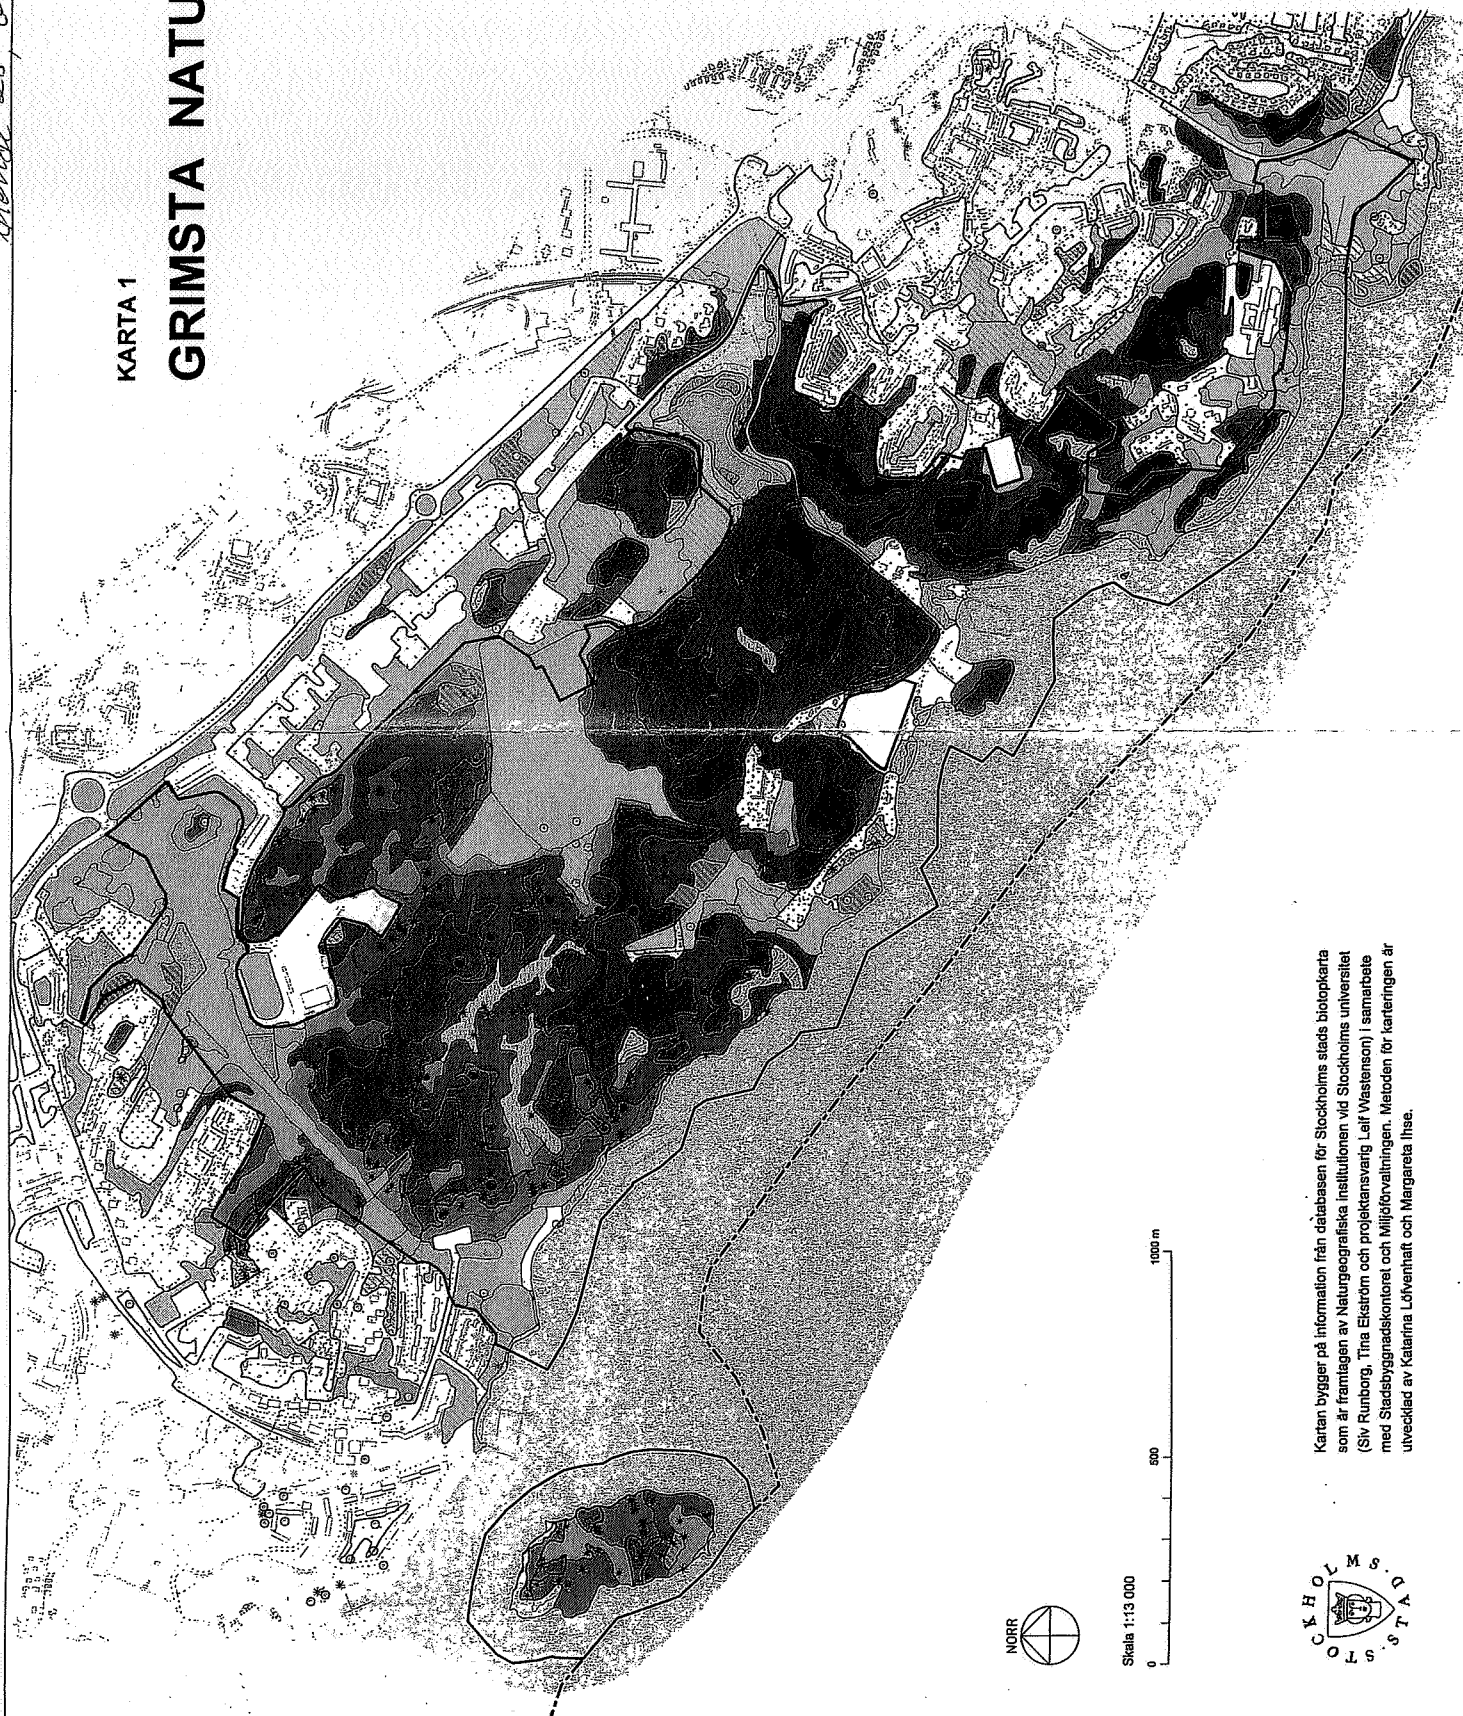 KARTA 1
GRIMSTA NATU
NORR
Skala 1:13 000
0 500 1000 m
STOCKHOLMS STAD
Kartan bygger på information från databasen för Stockholms stads biotopkarta
som är framtagen av Naturgeografiska institutionen vid Stockholms universitet
(Siv Runborg, Tina Ekström och projektansvarig Leif Wastenson) i samarbete
med Stadsbyggnadskontoret och Miljöförvaltningen. Metoden för karteringen är
utvecklad av Katarina Löfvenhaft och Margareta Ihse.